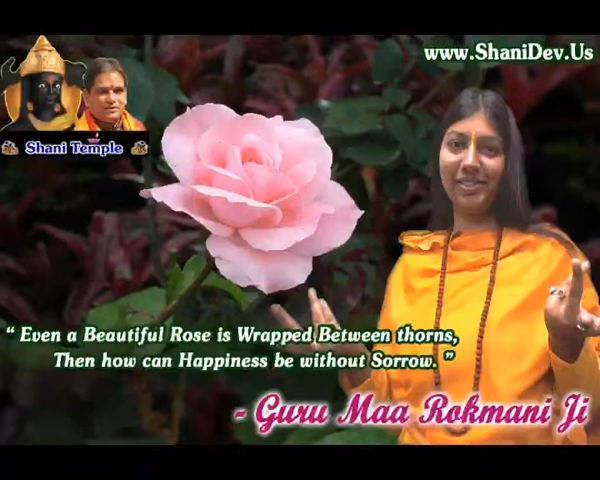 www.ShaniDev.Us
Shani Temple
“ Even a Beautiful Rose is Wrapped Between thorns,
Then how can Happiness be without Sorrow. ”
- Guru Maa Rokmani Ji